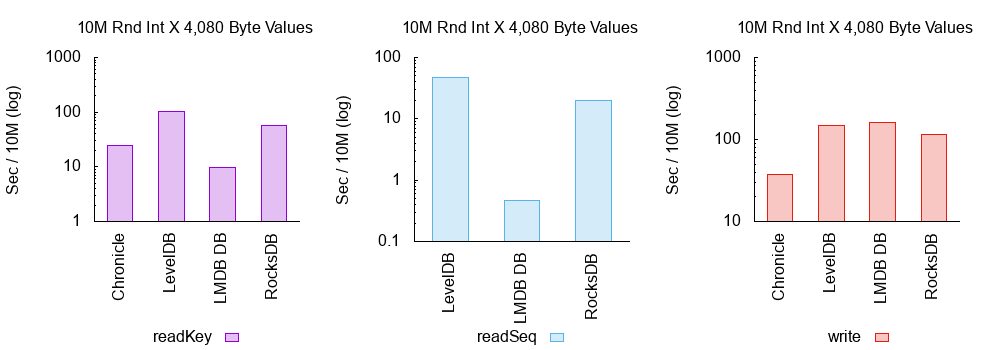 10M Rnd Int X 4,080 Byte Values
Sec / 10M (log)
1000
100
10
1
Chronicle
LevelDB
LMDB DB
RocksDB
readKey
10M Rnd Int X 4,080 Byte Values
Sec / 10M (log)
100
10
1
0.1
LevelDB
LMDB DB
RocksDB
readSeq
10M Rnd Int X 4,080 Byte Values
Sec / 10M (log)
1000
100
10
Chronicle
LevelDB
LMDB DB
RocksDB
write